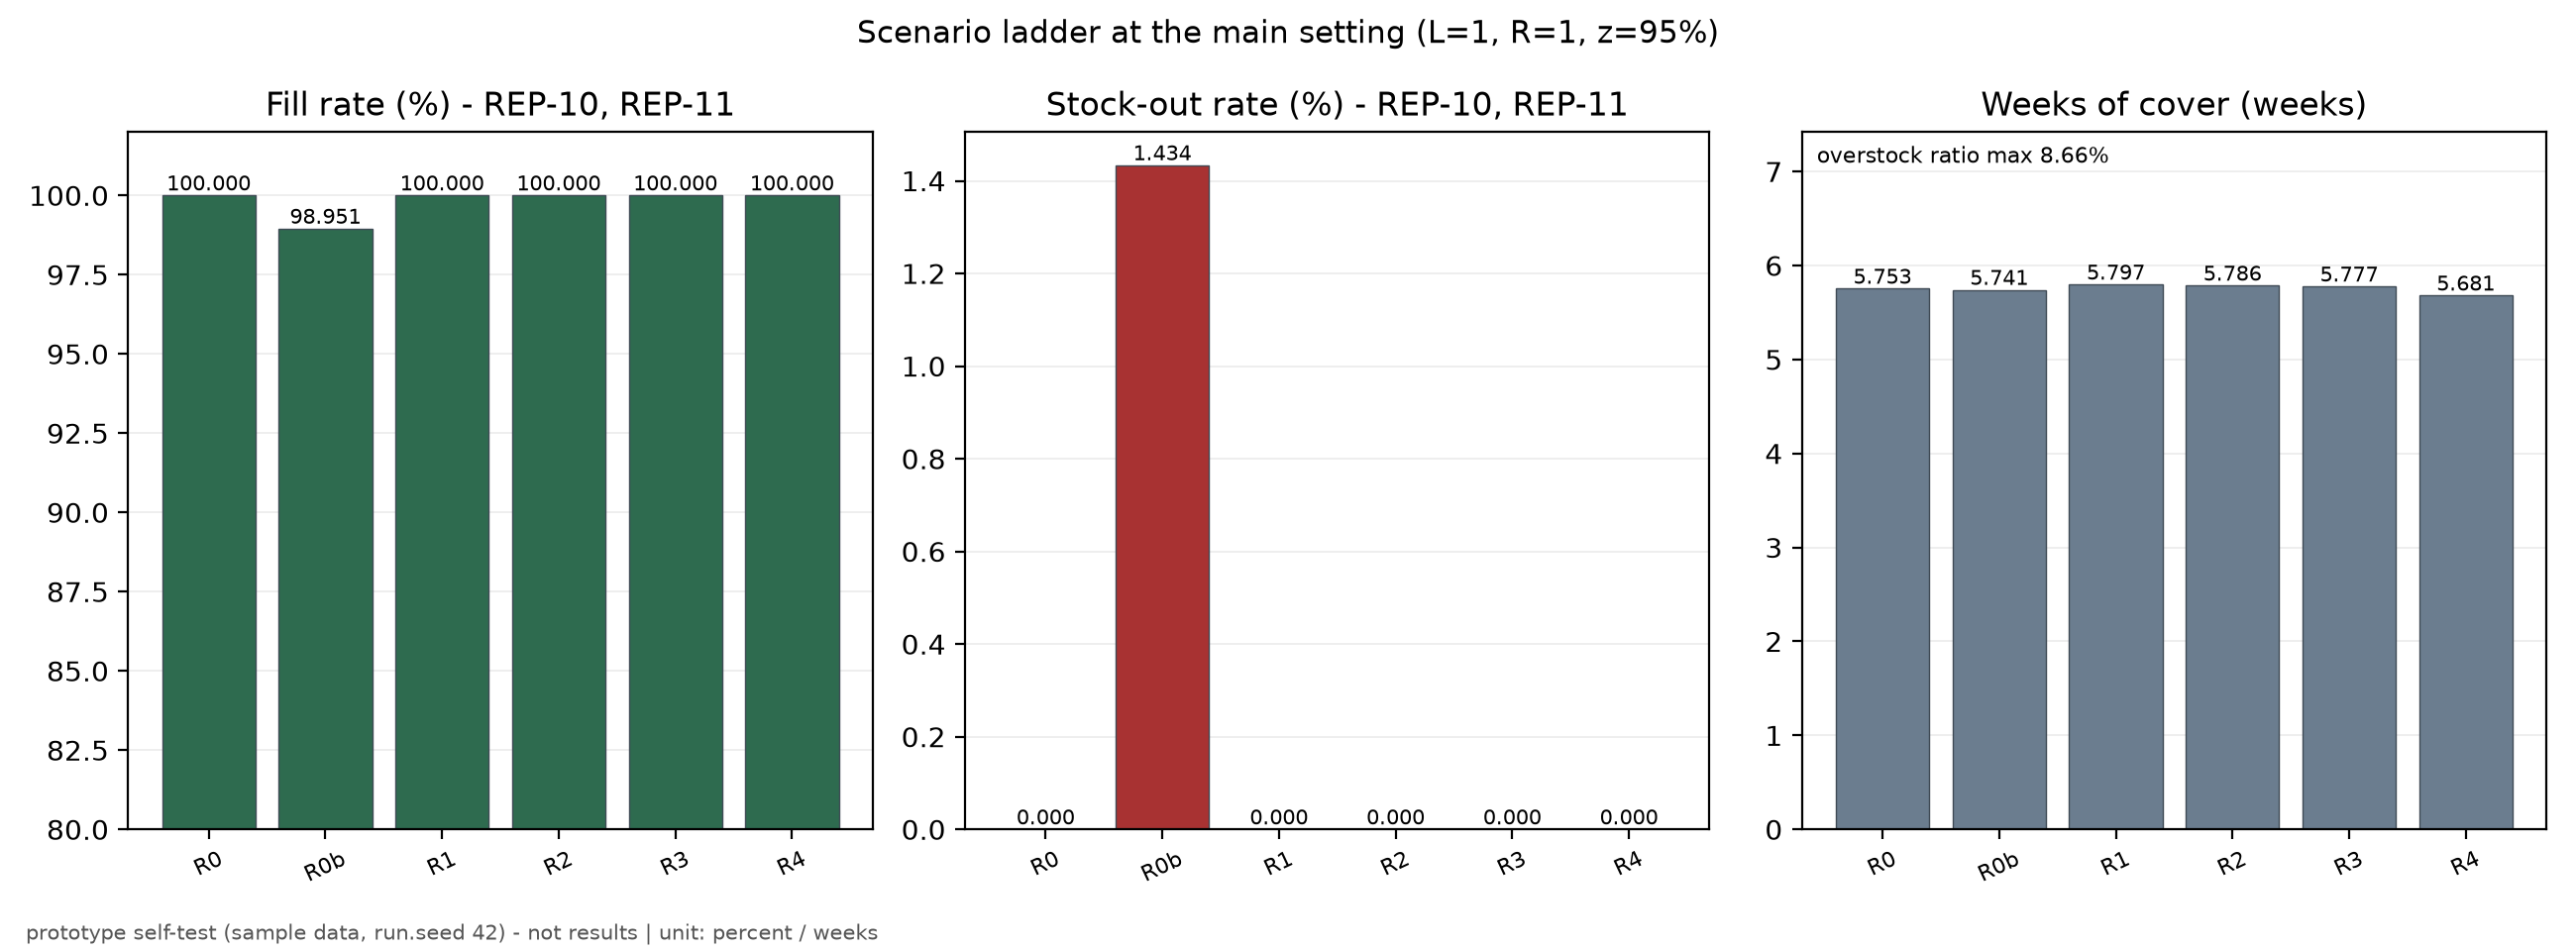 Scenario ladder at the main setting (L=1, R=1, z=95%)
Fill rate (%) - REP-10, REP-11
100.0
97.5
95.0
92.5
90.0
87.5
85.0
82.5
80.0
100.000
98.951
100.000
100.000
100.000
100.000
R0
R0b
R1
R2
R3
R4
Stock-out rate (%) - REP-10, REP-11
1.4
1.2
1.0
0.8
0.6
0.4
0.2
0.0
0.000
1.434
0.000
0.000
0.000
0.000
R0
R0b
R1
R2
R3
R4
Weeks of cover (weeks)
overstock ratio max 8.66%
7
6
5
4
3
2
1
0
5.753
5.741
5.797
5.786
5.777
5.681
R0
R0b
R1
R2
R3
R4
prototype self-test (sample data, run.seed 42) - not results | unit: percent / weeks